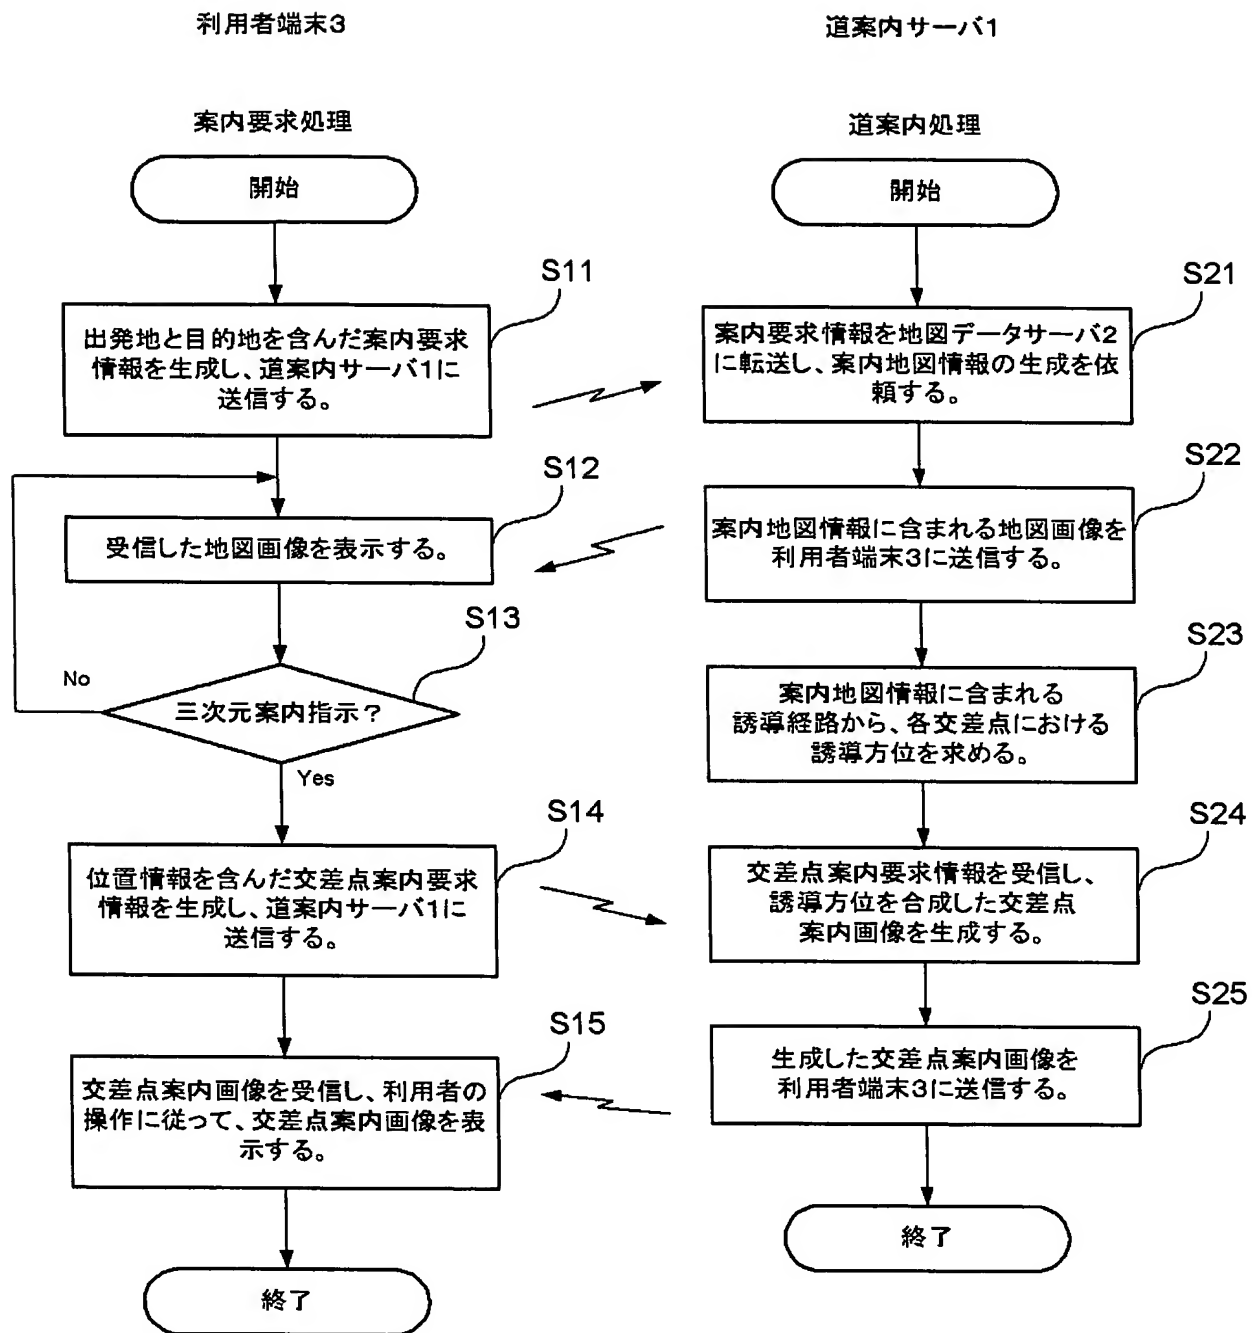 利用者端末3
案内要求処理
開始
S11
出発地と目的地を含んだ案内要求
情報を生成し、道案内サーバ1に
送信する。
S12
受信した地図画像を表示する。
S13
三次元案内指示？
No
Yes
S14
位置情報を含んだ交差点案内要求
情報を生成し、道案内サーバ1に
送信する。
S15
交差点案内画像を受信し、利用者の
操作に従って、交差点案内画像を表
示する。
終了
道案内サーバ1
道案内処理
開始
S21
案内要求情報を地図データサーバ2
に転送し、案内地図情報の生成を依
頼する。
S22
案内地図情報に含まれる地図画像を
利用者端末3に送信する。
S23
案内地図情報に含まれる
誘導経路から、各交差点における
誘導方位を求める。
S24
交差点案内要求情報を受信し、
誘導方位を合成した交差点
案内画像を生成する。
S25
生成した交差点案内画像を
利用者端末3に送信する。
終了